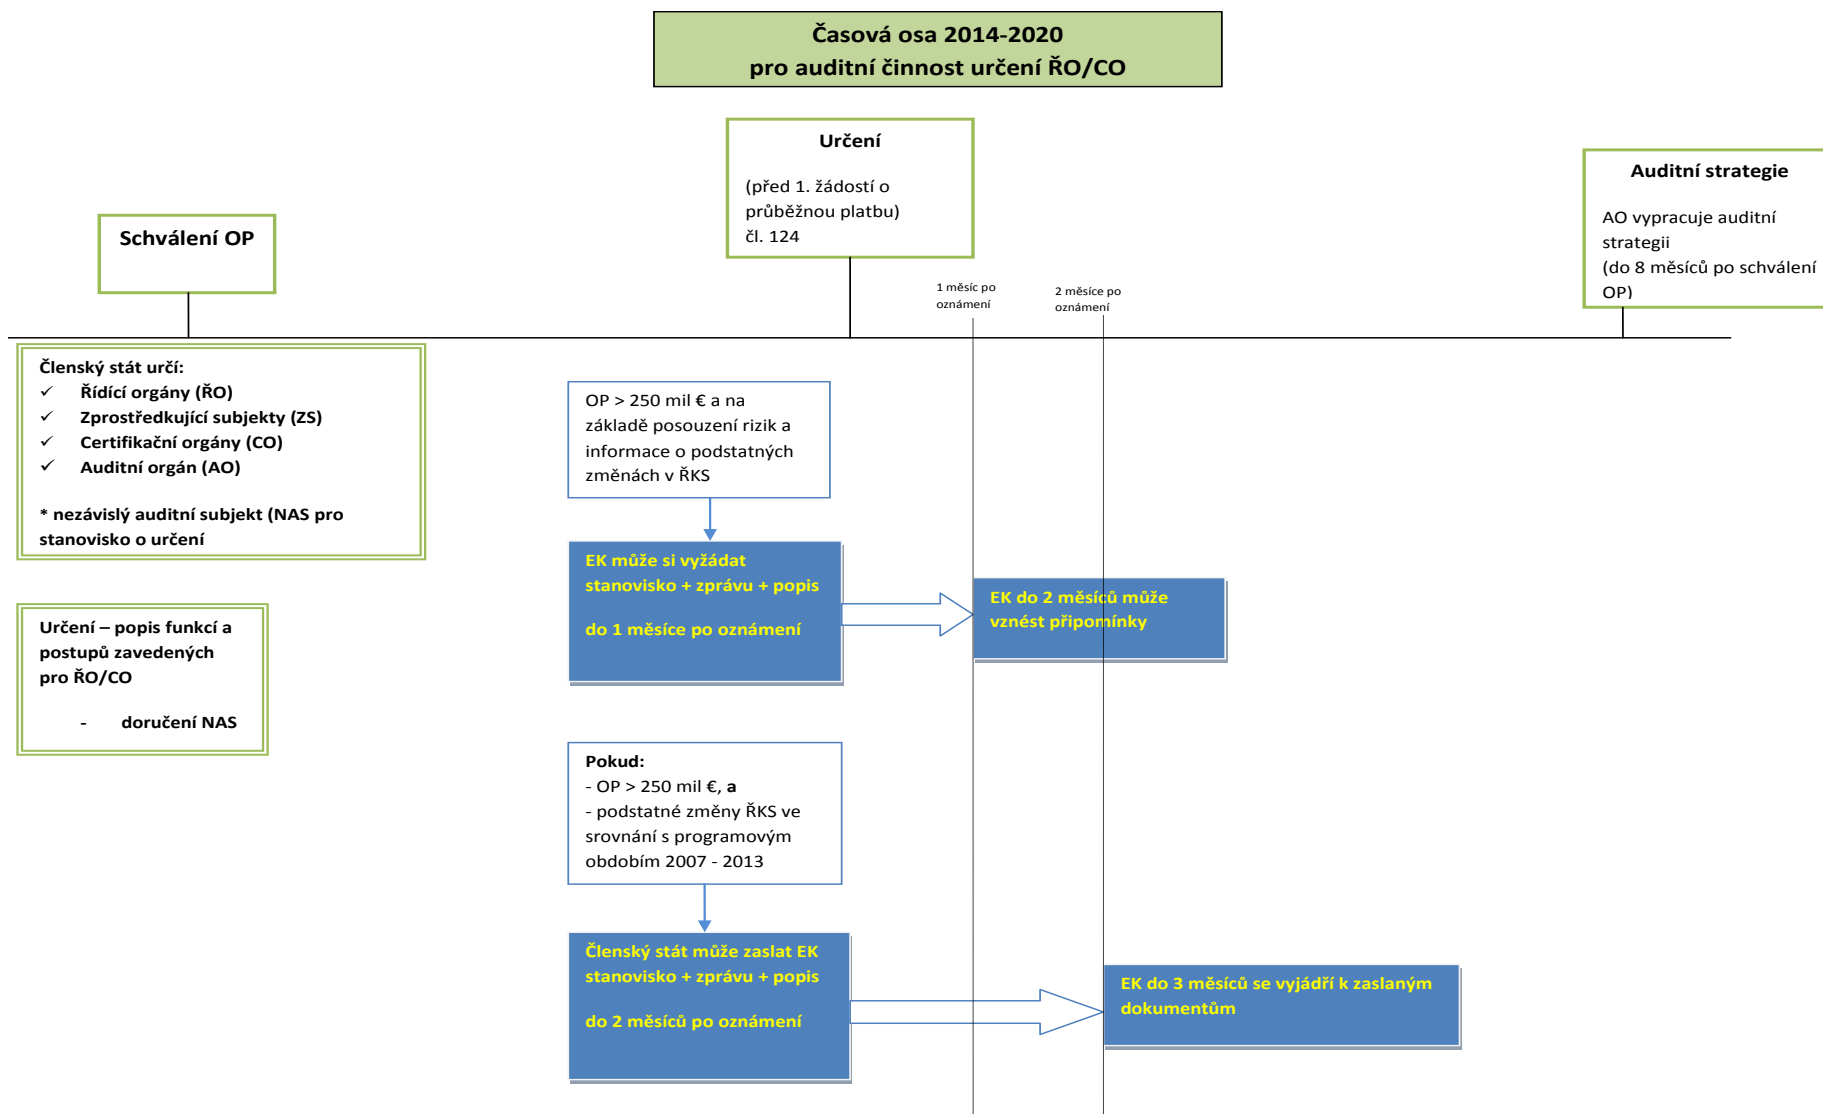 Časová osa 2014-2020
pro auditní činnost určení ŘO/CO
Schválení OP
Určení
(před 1. žádostí o
průběžnou platbu)
čl. 124
1 měsíc po
oznámení
2 měsíce po
oznámení
Auditní strategie
AO vypracuje auditní
strategii
(do 8 měsíců po schválení
OP)
Členský stát určí:
✓ Řídící orgány (ŘO)
✓ Zprostředkující subjekty (ZS)
✓ Certifikační orgány (CO)
✓ Auditní orgán (AO)
* nezávislý auditní subjekt (NAS pro
stanovisko o určení
Určení – popis funkcí a
postupů zavedených
pro ŘO/CO
- doručení NAS
OP > 250 mil € a na
základě posouzení rizik a
informace o podstatných
změnách v ŘKS
EK může si vyžádat
stanovisko + zprávu + popis
do 1 měsíce po oznámení
EK do 2 měsíců může
vznést připomínky
Pokud:
- OP > 250 mil €, a
- podstatné změny ŘKS ve
srovnání s programovým
obdobím 2007 - 2013
Členský stát může zaslat EK
stanovisko + zprávu + popis
do 2 měsíců po oznámení
EK do 3 měsíců se vyjádří k zaslaným
dokumentům